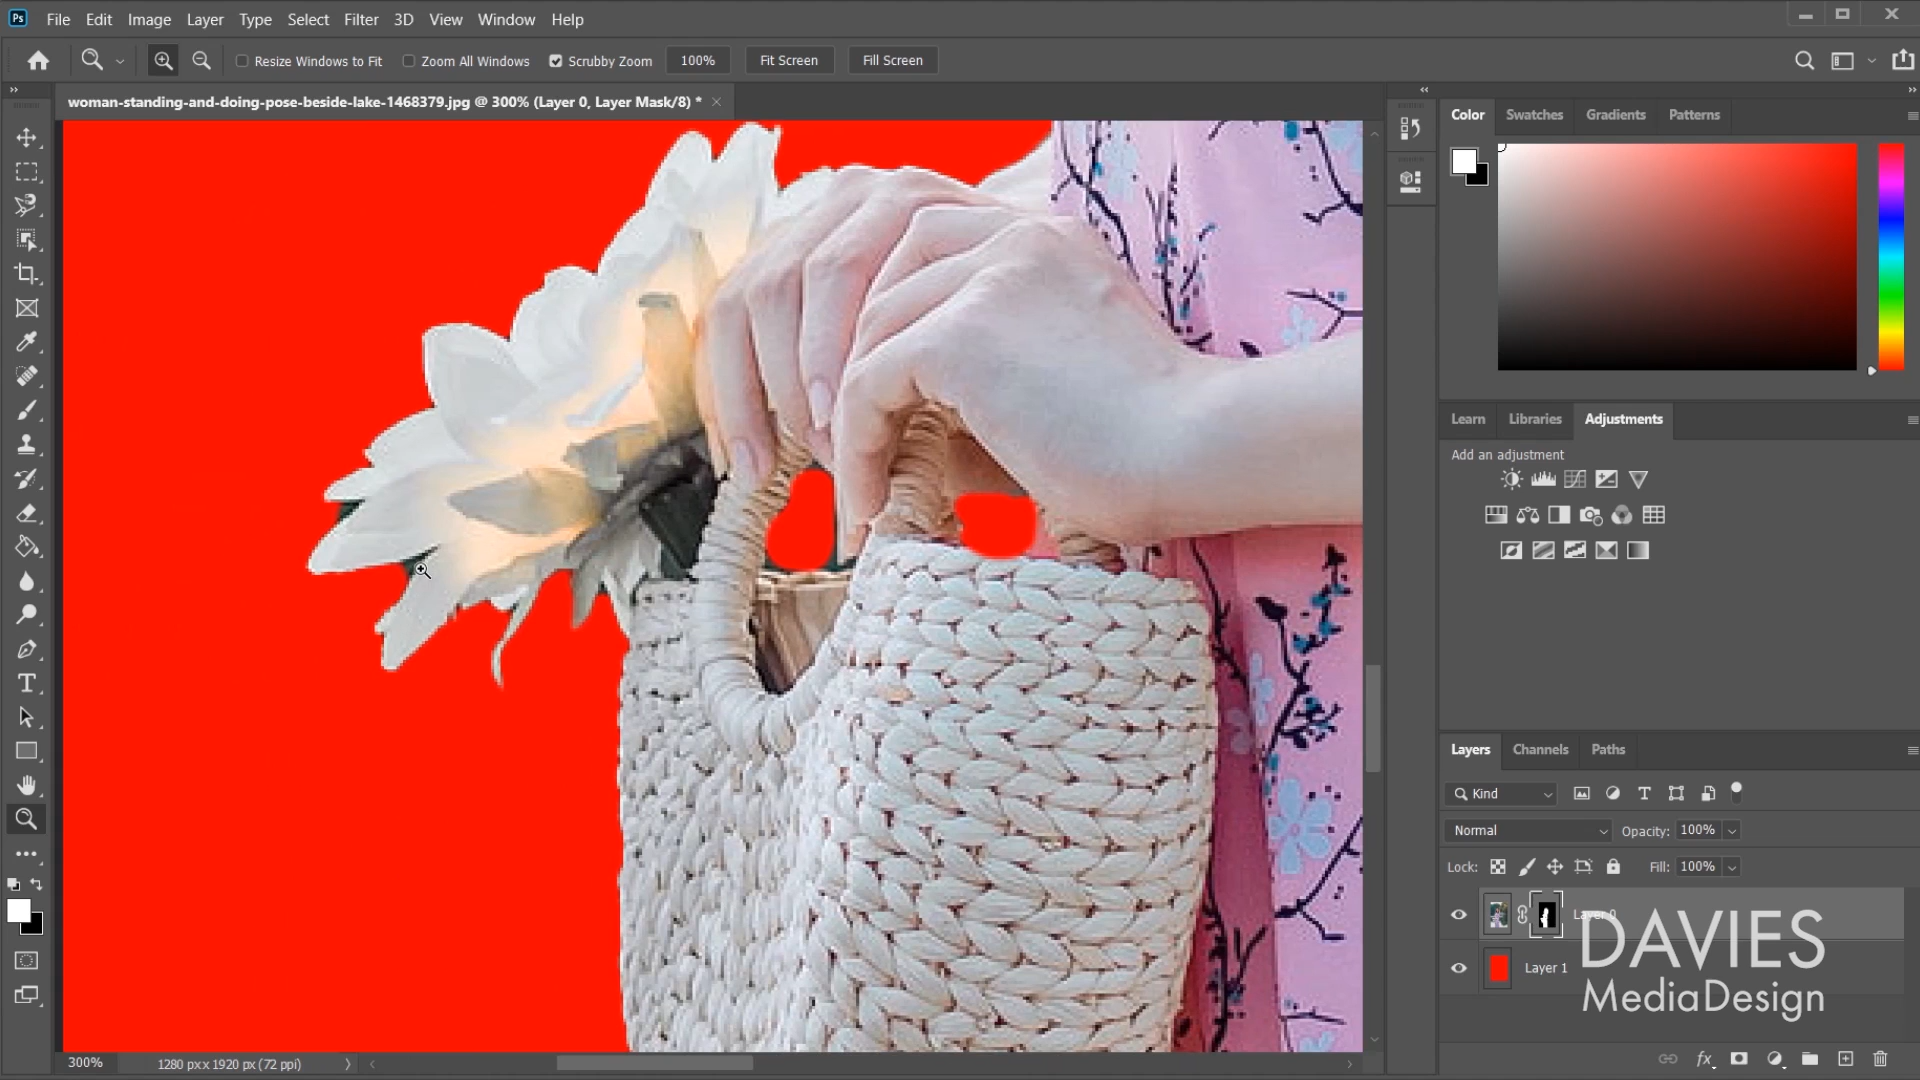 Ps File Edit Image Layer Type Select Filter 3D View Window Help
Resize Windows to Fit Zoom All Windows Scrubby Zoom 100% Fit Screen Fill Screen
woman-standing-and-doing-pose-beside-lake-1468379.jpg @ 300% (Layer 0, Layer Mask/8) *
Color Swatches Gradients Patterns
Learn Libraries Adjustments
Add an adjustment
Layers Channels Paths
Kind
Normal Opacity: 100%
Lock: Fill: 100%
Layer 0
Layer 1
DAVIES
MediaDesign
300% 1280 px x 1920 px (72 ppi)
fx